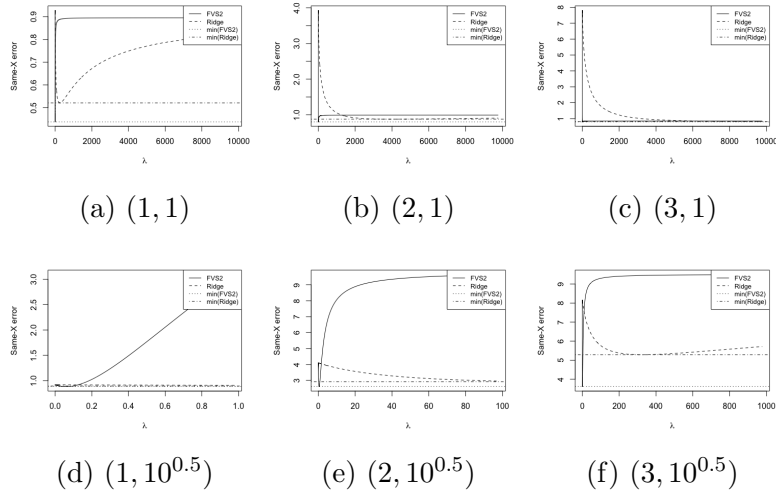 0.9
0.8
0.7
0.6
0.5
Same-X error
0 2000 4000 6000 8000 10000
λ
FVS2
Ridge
min(FVS2)
min(Ridge)
(a) (1, 1)
4.0
3.0
2.0
1.0
Same-X error
0 2000 4000 6000 8000 10000
λ
FVS2
Ridge
min(FVS2)
min(Ridge)
(b) (2, 1)
8
7
6
5
4
3
2
1
Same-X error
0 2000 4000 6000 8000 10000
λ
FVS2
Ridge
min(FVS2)
min(Ridge)
(c) (3, 1)
3.0
2.5
2.0
1.5
1.0
Same-X error
0.0 0.2 0.4 0.6 0.8 1.0
λ
FVS2
Ridge
min(FVS2)
min(Ridge)
(d) (1, 10^0.5)
9
8
7
6
5
4
3
Same-X error
0 20 40 60 80 100
λ
FVS2
Ridge
min(FVS2)
min(Ridge)
(e) (2, 10^0.5)
9
8
7
6
5
4
Same-X error
0 200 400 600 800 1000
λ
FVS2
Ridge
min(FVS2)
min(Ridge)
(f) (3, 10^0.5)